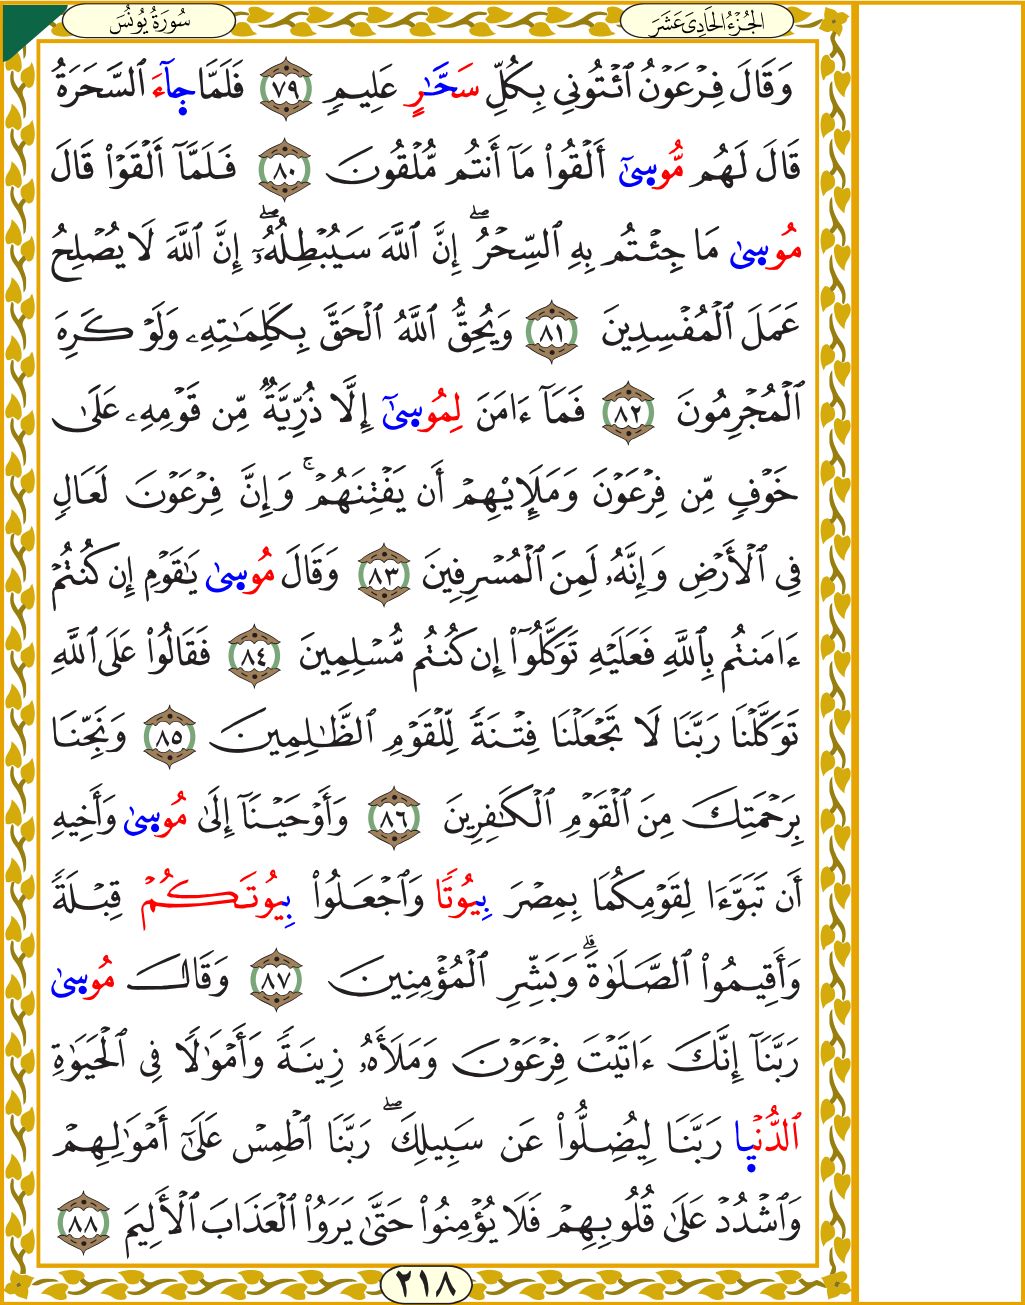 الجُزْءُ الحَادِيَ عَشَرَ
سُورَةُ يُونُسَ
وَقَالَ فِرْعَوْنُ ٱئْتُونِي بِكُلِّ سَحَّٰرٍ عَلِيمٍ ٧٩ فَلَمَّا جَآءَ ٱلسَّحَرَةُ
قَالَ لَهُم مُّوسَىٰٓ أَلْقُوا۟ مَآ أَنتُم مُّلْقُونَ ٨٠ فَلَمَّآ أَلْقَوْا۟ قَالَ
مُوسَىٰ مَا جِئْتُم بِهِ ٱلسِّحْرُۖ إِنَّ ٱللَّهَ سَيُبْطِلُهُۥٓۖ إِنَّ ٱللَّهَ لَا يُصْلِحُ
عَمَلَ ٱلْمُفْسِدِينَ ٨١ وَيُحِقُّ ٱللَّهُ ٱلْحَقَّ بِكَلِمَٰتِهِۦ وَلَوْ كَرِهَ
ٱلْمُجْرِمُونَ ٨٢ فَمَآ ءَامَنَ لِمُوسَىٰٓ إِلَّا ذُرِّيَّةٌ مِّن قَوْمِهِۦ عَلَىٰ
خَوْفٍ مِّن فِرْعَوْنَ وَمَلَإِي۟هِمْ أَن يَفْتِنَهُمْۚ وَإِنَّ فِرْعَوْنَ لَعَالٍ
فِي ٱلْأَرْضِ وَإِنَّهُۥ لَمِنَ ٱلْمُسْرِفِينَ ٨٣ وَقَالَ مُوسَىٰ يَٰقَوْمِ إِن كُنتُمْ
ءَامَنتُم بِٱللَّهِ فَعَلَيْهِ تَوَكَّلُوٓا۟ إِن كُنتُم مُّسْلِمِينَ ٨٤ فَقَالُوا۟ عَلَى ٱللَّهِ
تَوَكَّلْنَا رَبَّنَا لَا تَجْعَلْنَا فِتْنَةً لِّلْقَوْمِ ٱلظَّٰلِمِينَ ٨٥ وَنَجِّنَا
بِرَحْمَتِكَ مِنَ ٱلْقَوْمِ ٱلْكَٰفِرِينَ ٨٦ وَأَوْحَيْنَآ إِلَىٰ مُوسَىٰ وَأَخِيهِ
أَن تَبَوَّءَا لِقَوْمِكُمَا بِمِصْرَ بِيُوتًا وَٱجْعَلُوا۟ بِيُوتَكُمْ قِبْلَةً
وَأَقِيمُوا۟ ٱلصَّلَوٰةَۗ وَبَشِّرِ ٱلْمُؤْمِنِينَ ٨٧ وَقَالَ مُوسَىٰ
رَبَّنَآ إِنَّكَ ءَاتَيْتَ فِرْعَوْنَ وَمَلَأَهُۥ زِينَةً وَأَمْوَٰلًا فِي ٱلْحَيَوٰةِ
ٱلدُّنْيَا رَبَّنَا لِيُضِلُّوا۟ عَن سَبِيلِكَۖ رَبَّنَا ٱطْمِسْ عَلَىٰٓ أَمْوَٰلِهِمْ
وَٱشْدُدْ عَلَىٰ قُلُوبِهِمْ فَلَا يُؤْمِنُوا۟ حَتَّىٰ يَرَوُا۟ ٱلْعَذَابَ ٱلْأَلِيمَ ٨٨
٢١٨